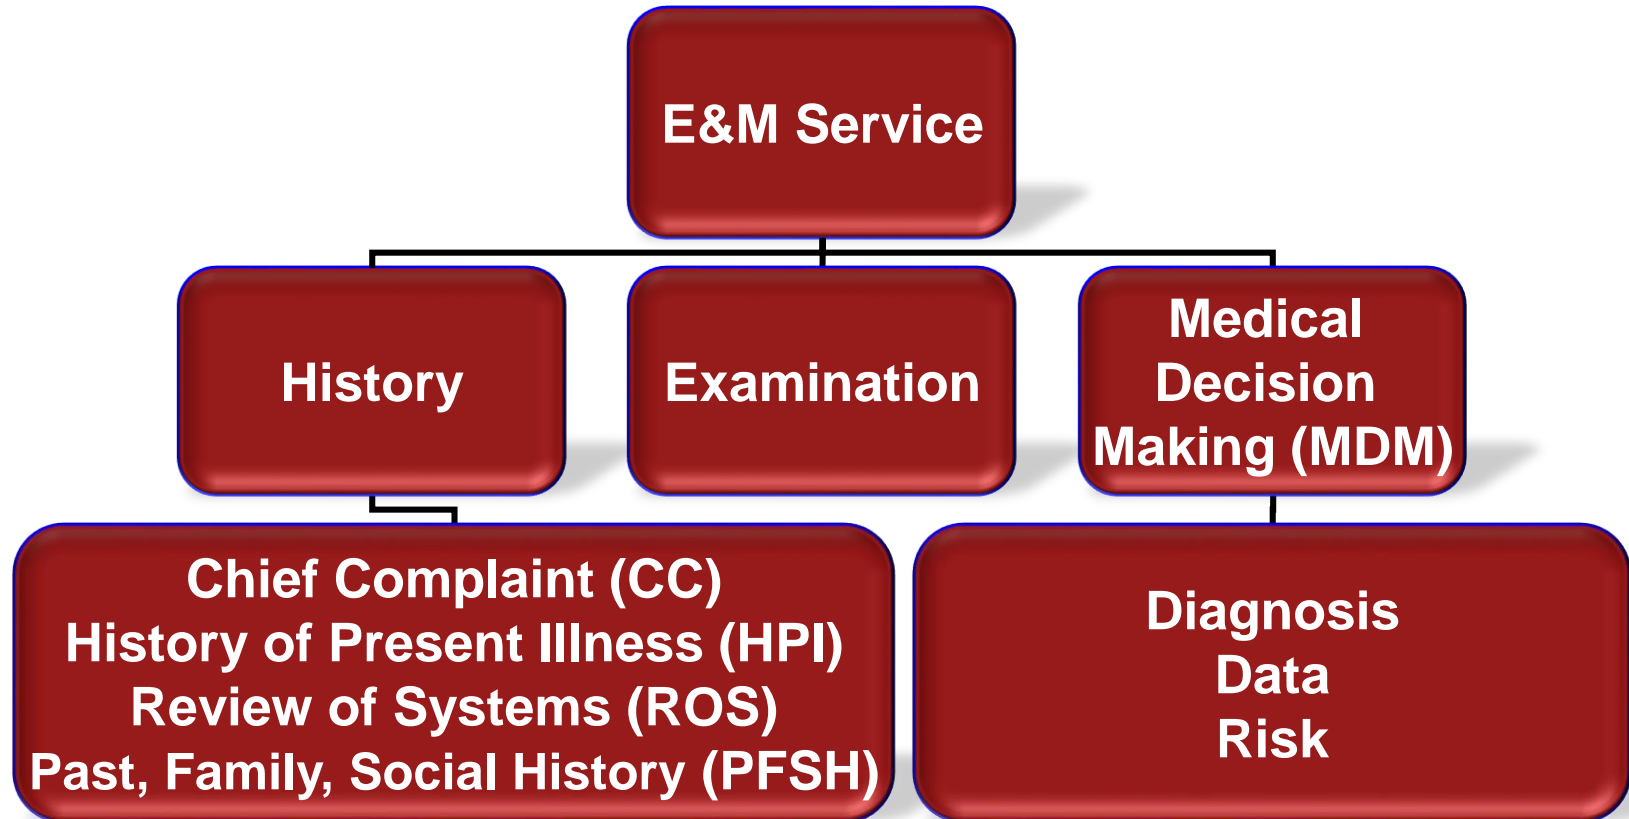 E&M Service
History
Examination
Medical
Decision
Making (MDM)
Chief Complaint (CC)
History of Present Illness (HPI)
Review of Systems (ROS)
Past, Family, Social History (PFSH)
Diagnosis
Data
Risk